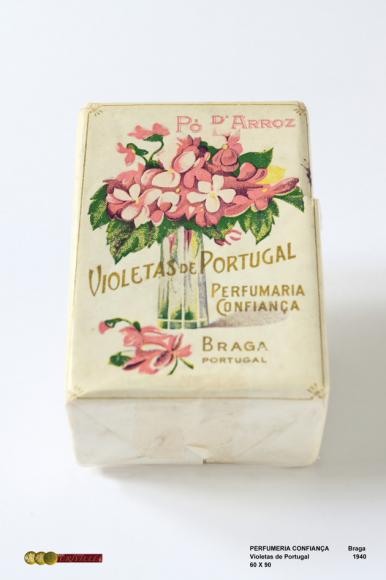 Pó D'Arroz
VIOLETAS DE PORTUGAL
PERFUMARIA
CONFIANÇA
BRAGA
PORTUGAL
PERFUMERIA CONFIANÇA Braga
Violetas de Portugal 1940
60 X 90